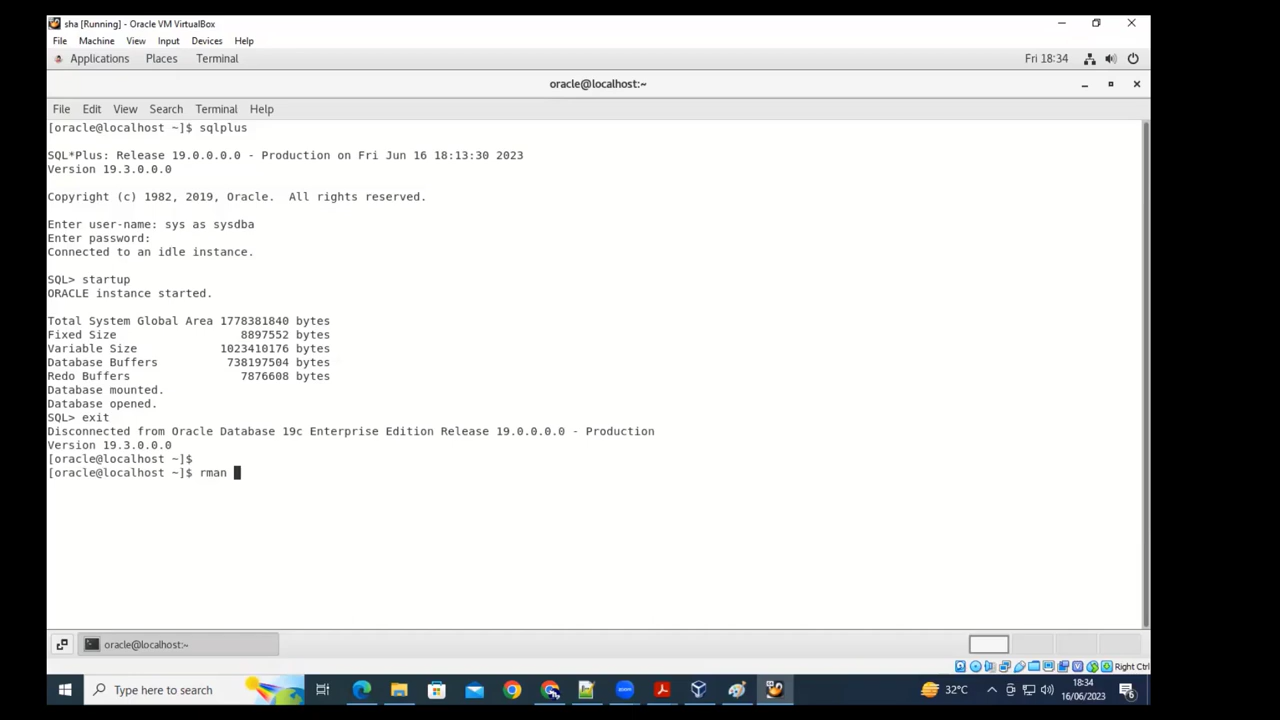 sha [Running] - Oracle VM VirtualBox
File Machine View Input Devices Help
Applications Places Terminal Fri 18:34
oracle@localhost:~
File Edit View Search Terminal Help
[oracle@localhost ~]$ sqlplus
SQL*Plus: Release 19.0.0.0.0 - Production on Fri Jun 16 18:13:30 2023
Version 19.3.0.0.0
Copyright (c) 1982, 2019, Oracle.  All rights reserved.
Enter user-name: sys as sysdba
Enter password:
Connected to an idle instance.
SQL> startup
ORACLE instance started.
Total System Global Area 1778381840 bytes
Fixed Size                  8897552 bytes
Variable Size            1023410176 bytes
Database Buffers          738197504 bytes
Redo Buffers                7876608 bytes
Database mounted.
Database opened.
SQL> exit
Disconnected from Oracle Database 19c Enterprise Edition Release 19.0.0.0.0 - Production
Version 19.3.0.0.0
[oracle@localhost ~]$
[oracle@localhost ~]$ rman
oracle@localhost:~
Right Ctrl
Type here to search 32°C 18:34
16/06/2023
6
zoom